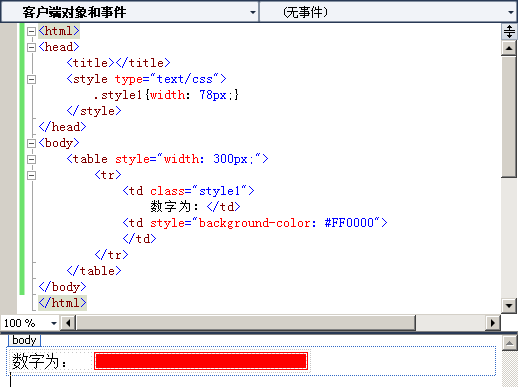 客户端对象和事件 (无事件)
<html>
<head>
<title></title>
<style type="text/css">
.style1{width: 78px;}
</style>
</head>
<body>
<table style="width: 300px;">
<tr>
<td class="style1">
数字为：</td>
<td style="background-color: #FF0000">
</td>
</tr>
</table>
</body>
</html>
100 %
body
数字为：